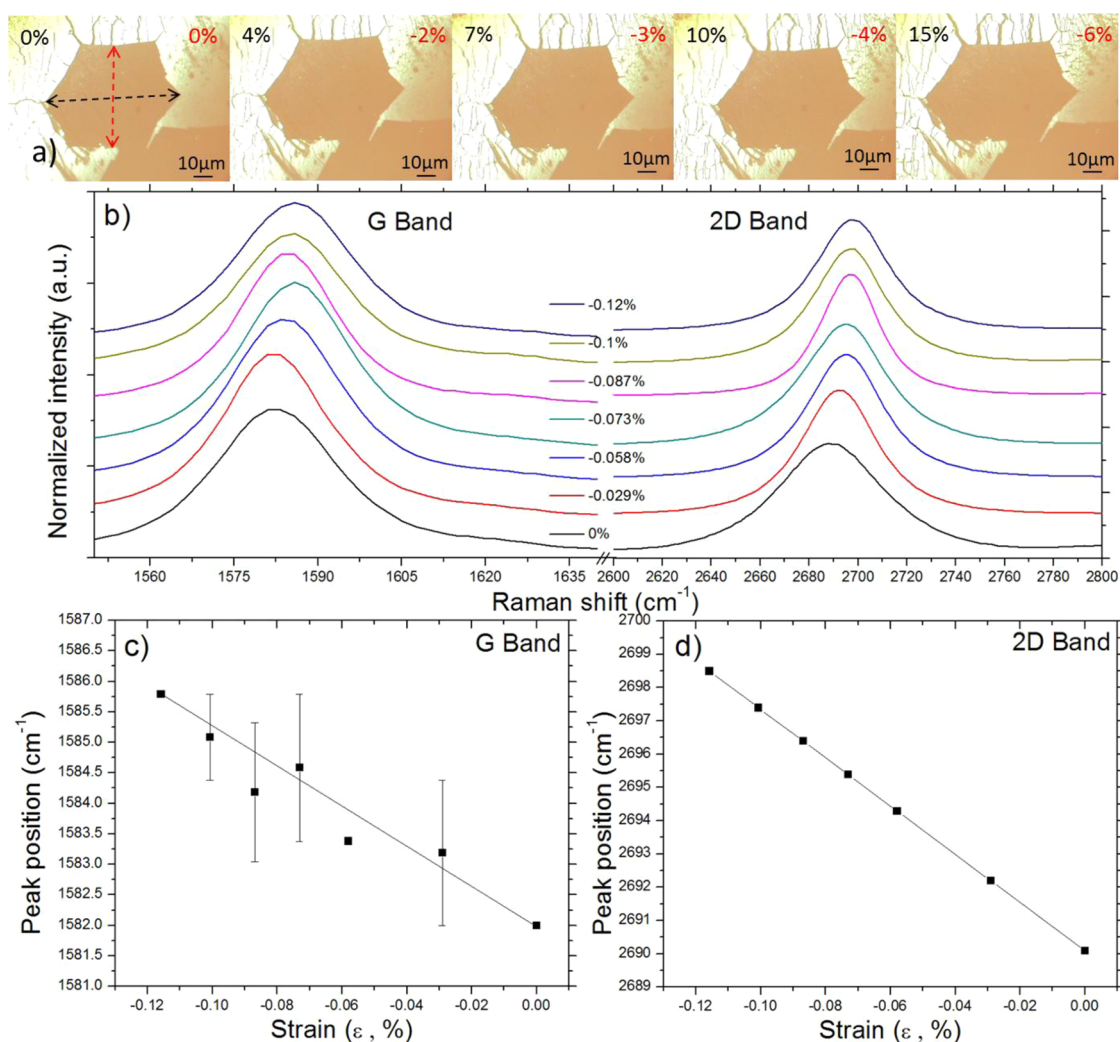 0% 0% 4% -2% 7% -3% 10% -4% 15% -6%
a) 10µm 10µm 10µm 10µm 10µm
b) G Band 2D Band
Normalized intensity (a.u.)
-0.12%
-0.1%
-0.087%
-0.073%
-0.058%
-0.029%
0%
1560 1575 1590 1605 1620 1635 2600 2620 2640 2660 2680 2700 2720 2740 2760 2780 2800
Raman shift (cm⁻¹)
c) G Band
Peak position (cm⁻¹)
1587.0
1586.5
1586.0
1585.5
1585.0
1584.5
1584.0
1583.5
1583.0
1582.5
1582.0
1581.5
1581.0
-0.12 -0.10 -0.08 -0.06 -0.04 -0.02 0.00
Strain (ε , %)
d) 2D Band
Peak position (cm⁻¹)
2700
2699
2698
2697
2696
2695
2694
2693
2692
2691
2690
2689
-0.12 -0.10 -0.08 -0.06 -0.04 -0.02 0.00
Strain (ε , %)